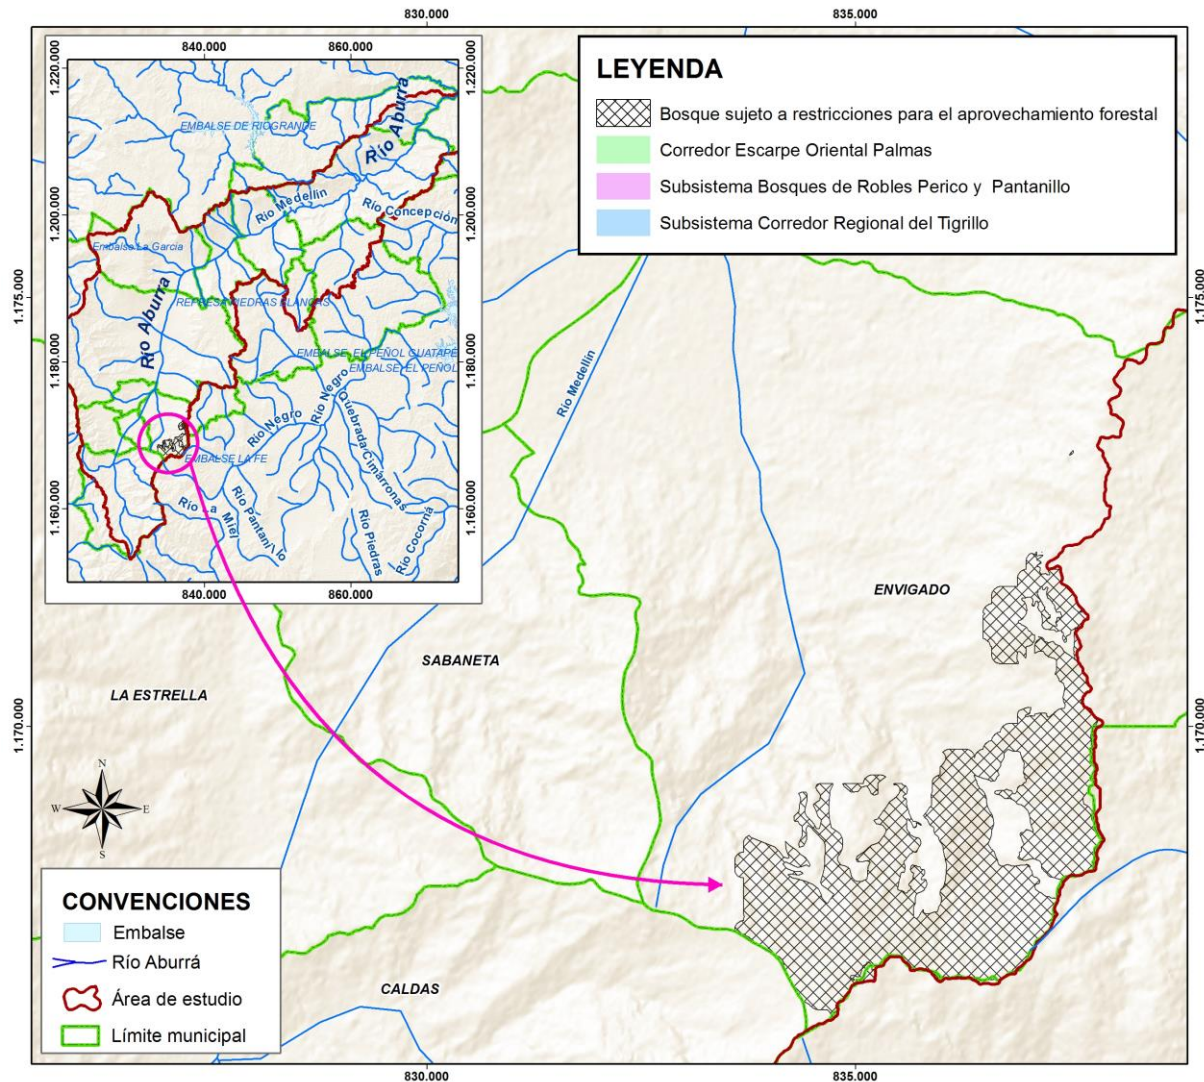 830.000
835.000
840.000
860.000
1.220.000
1.220.000
EMBALSE DE RIOGRANDE
Río Aburra
1.200.000
1.200.000
Río Medellín
Río Concepción
Embalse La Garcia
REPRESA PIEDRAS BLANCAS
Río Aburra
EMBALSE EL PEÑOL GUATAPE
EMBALSE EL PEÑOL
1.180.000
1.180.000
Río Negro
Río Negro
Quebrada Cimarronas
EMBALSE LA FE
Río La Miel
Río Pantanillo
Río Piedras
Río Cocorná
1.160.000
1.160.000
840.000
860.000
LEYENDA
Bosque sujeto a restricciones para el aprovechamiento forestal
Corredor Escarpe Oriental Palmas
Subsistema Bosques de Robles Perico y Pantanillo
Subsistema Corredor Regional del Tigrillo
1.175.000
1.175.000
Río Medellín
ENVIGADO
SABANETA
LA ESTRELLA
1.170.000
1.170.000
N
W
E
S
CONVENCIONES
Embalse
Río Aburrá
Área de estudio
Límite municipal
CALDAS
830.000
835.000